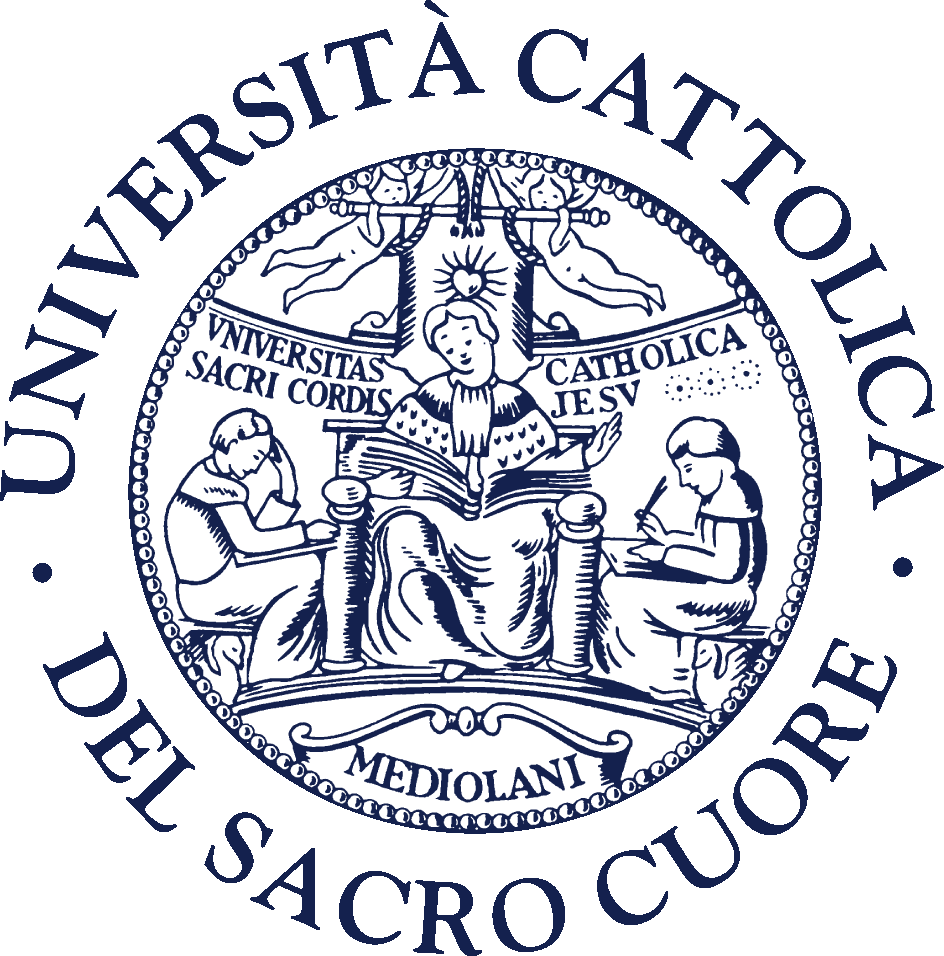 UNIVERSITÀ CATTOLICA
DEL SACRO CUORE
VNIVERSITAS
SACRI CORDIS
CATHOLICA
JESV
MEDIOLANI